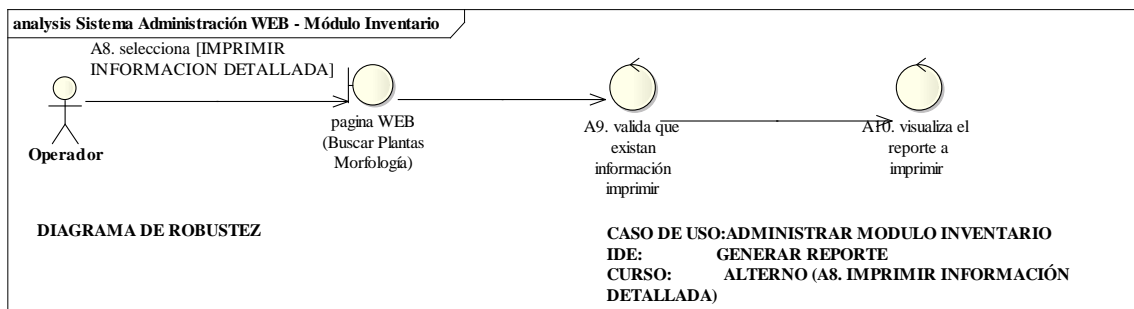 analysis Sistema Administración WEB - Módulo Inventario
A8. selecciona [IMPRIMIR
INFORMACION DETALLADA]
Operador
pagina WEB
(Buscar Plantas
Morfología)
A9. valida que
existan
información
imprimir
A10. visualiza el
reporte a
imprimir
DIAGRAMA DE ROBUSTEZ
CASO DE USO:ADMINISTRAR MODULO INVENTARIO
IDE: GENERAR REPORTE
CURSO: ALTERNO (A8. IMPRIMIR INFORMACIÓN
DETALLADA)